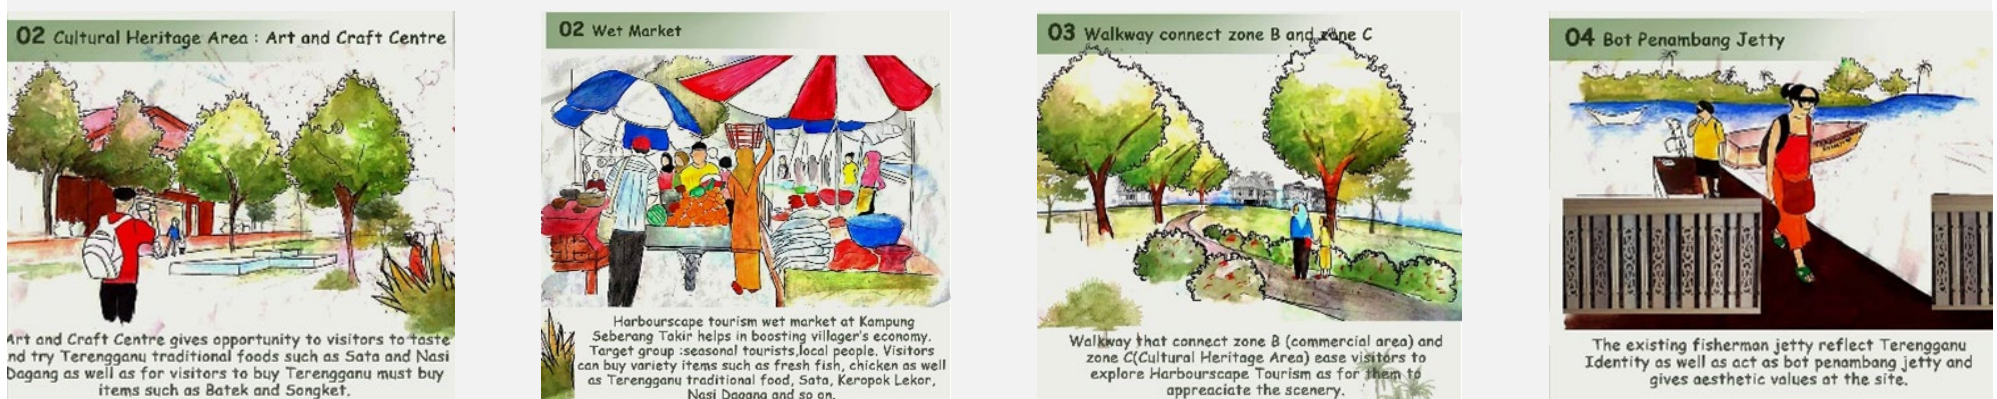 02 Cultural Heritage Area : Art and Craft Centre
Art and Craft Centre gives opportunity to visitors to taste
nd try Terengganu traditional foods such as Sata and Nasi
Dagang as well as for visitors to buy Terengganu must buy
items such as Batek and Songket.
02 Wet Market
Harbourscape tourism wet market at Kampung
Seberang Takir helps in boosting villager's economy.
Target group :seasonal tourists,local people. Visitors
can buy variety items such as fresh fish, chicken as well
as Terengganu traditional food, Sata, Keropok Lekor,
Nasi Dagang and so on.
03 Walkway connect zone B and zone C
Walkway that connect zone B (commercial area) and
zone C(Cultural Heritage Area) ease visitors to
explore Harbourscape Tourism as for them to
appreaciate the scenery.
04 Bot Penambang Jetty
The existing fisherman jetty reflect Terengganu
Identity as well as act as bot penambang jetty and
gives aesthetic values at the site.